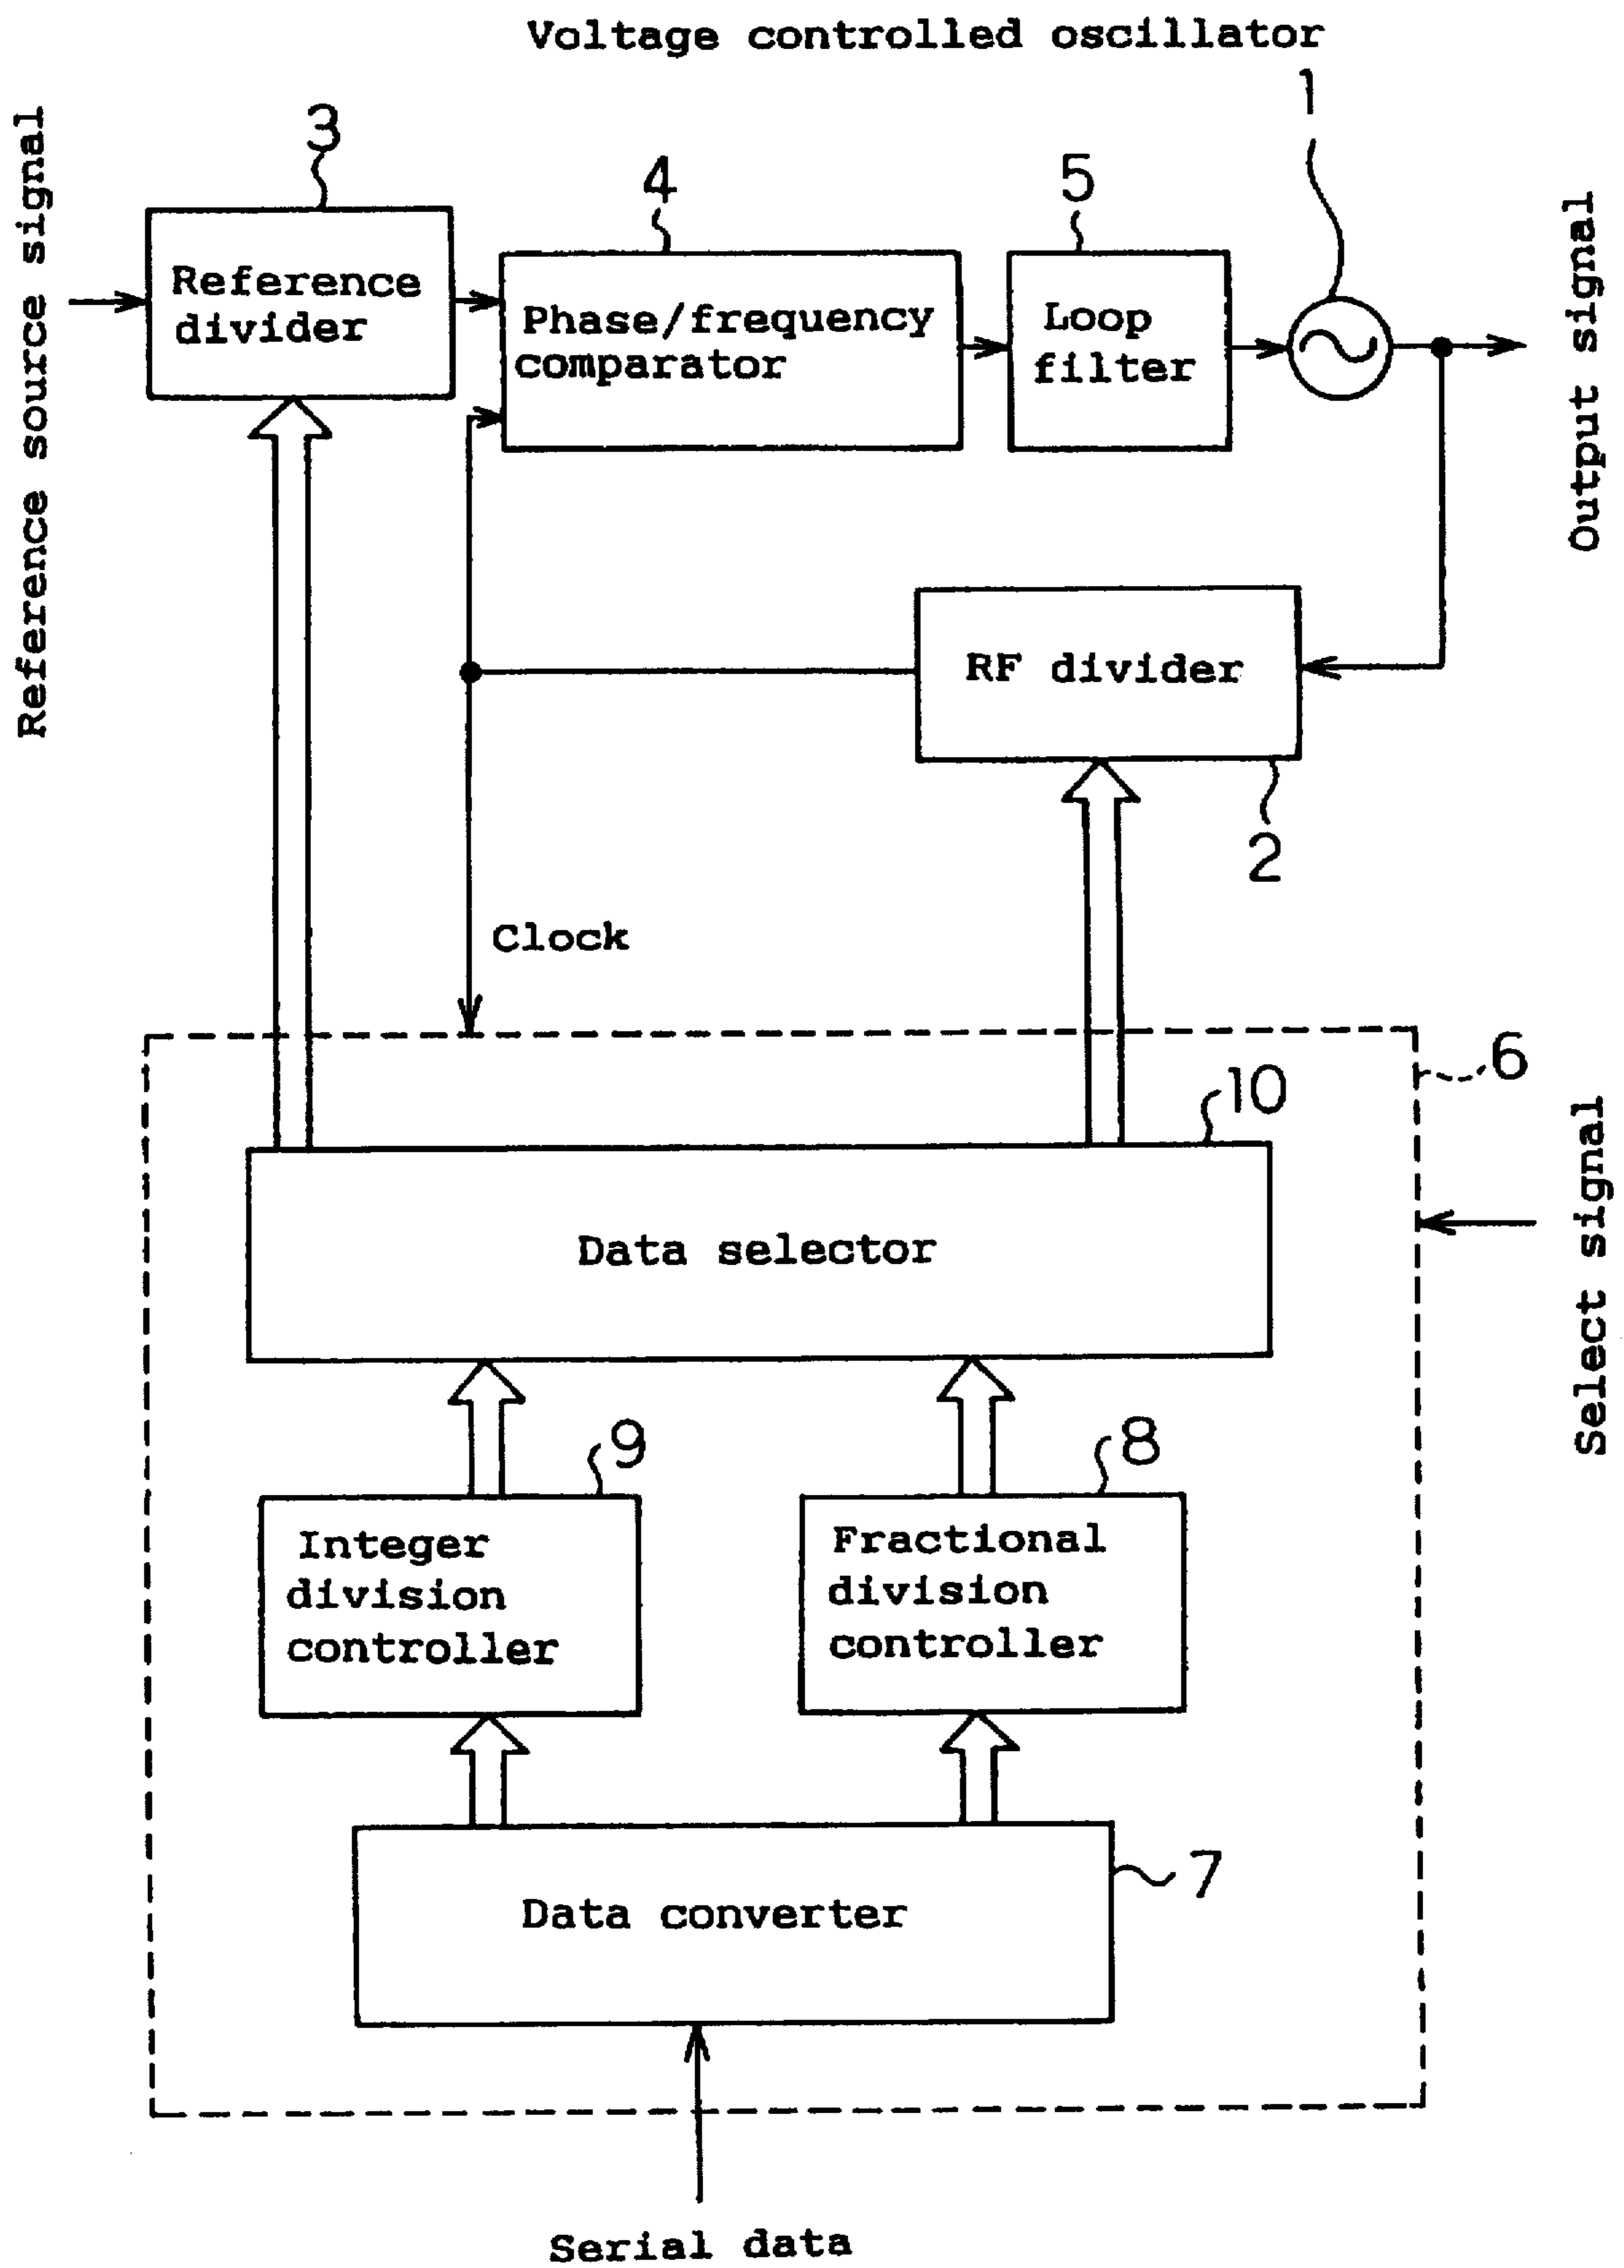 Voltage controlled oscillator
1
Reference source signal
3
Reference
divider
4
Phase/frequency
comparator
5
Loop
filter
Output signal
RF divider
2
Clock
6
10
Data selector
Select signal
9
Integer
division
controller
8
Fractional
division
controller
Data converter
7
Serial data